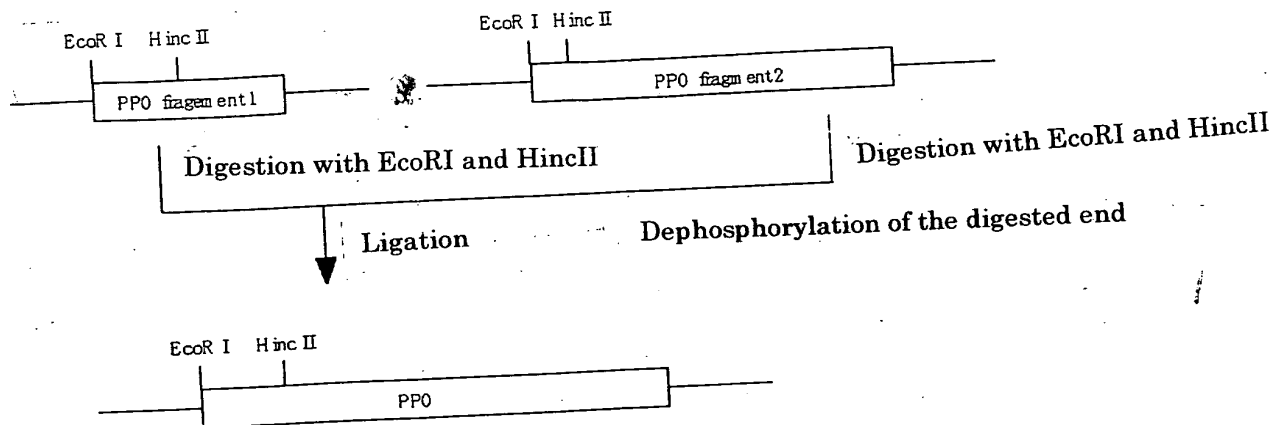 EcoR I Hinc II
EcoR I Hinc II
PPO fragement1
PPO fragment2
Digestion with EcoRI and HincII
Digestion with EcoRI and HincII
Ligation
Dephosphorylation of the digested end
EcoR I Hinc II
PPO